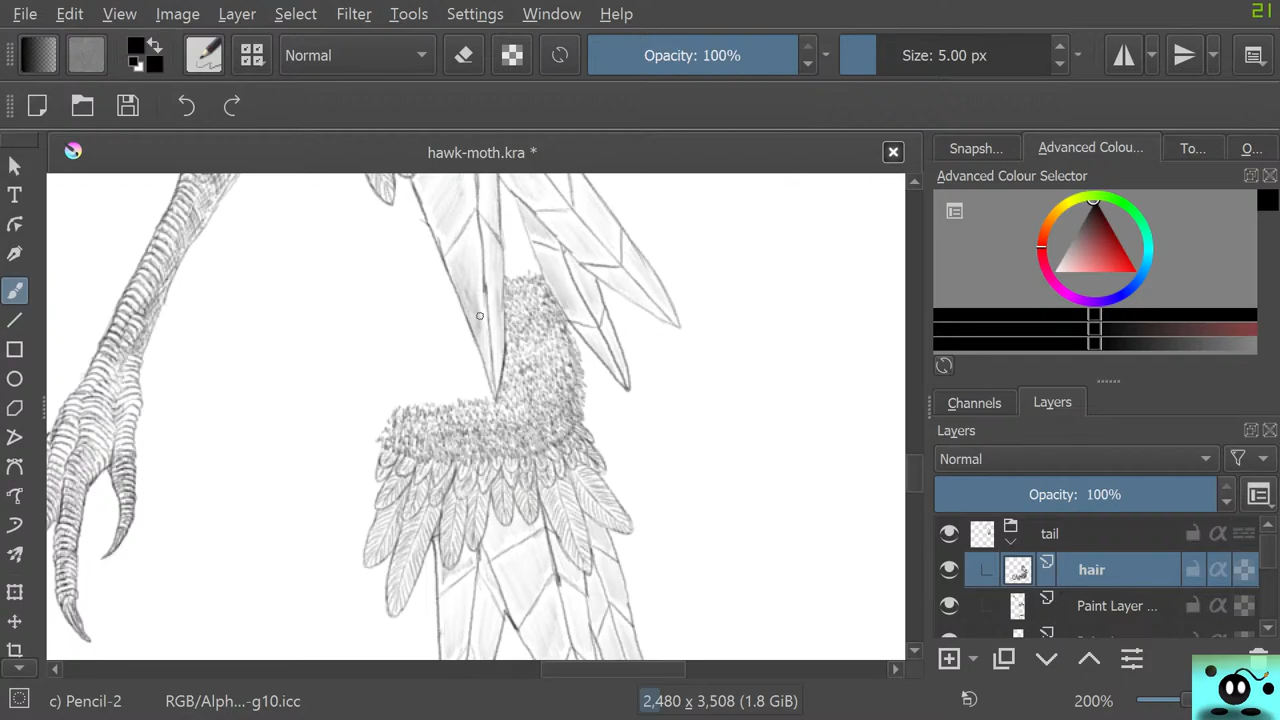 File Edit View Image Layer Select Filter Tools Settings Window Help
21
Normal
Opacity: 100%
Size: 5.00 px
hawk-moth.kra *
Snapsh...
Advanced Colou...
To...
O...
Advanced Colour Selector
Channels
Layers
Layers
Normal
Opacity: 100%
tail
hair
Paint Layer ...
c) Pencil-2
RGB/Alph...-g10.icc
2,480 x 3,508 (1.8 GiB)
200%